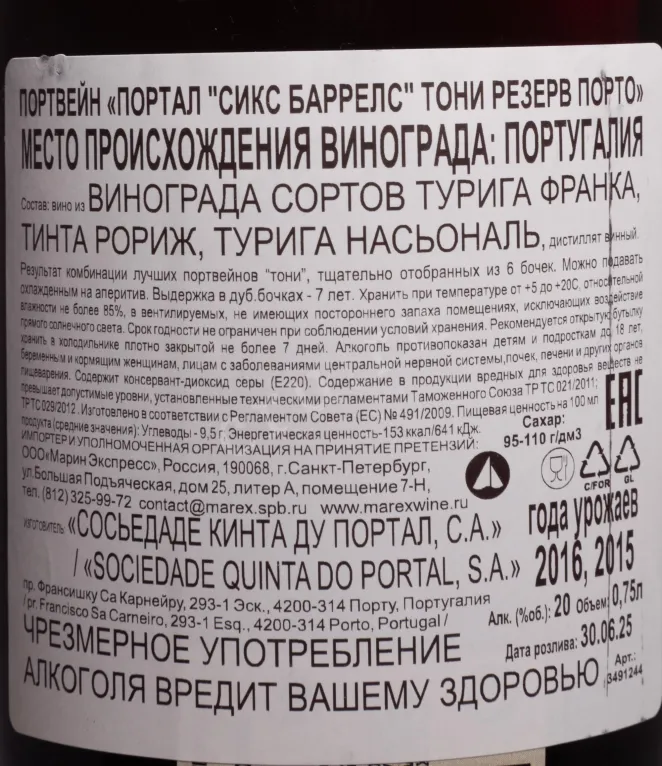 ПОРТВЕЙН «ПОРТАЛ "СИКС БАРРЕЛС" ТОНИ РЕЗЕРВ ПОРТО»
МЕСТО ПРОИСХОЖДЕНИЯ ВИНОГРАДА: ПОРТУГАЛИЯ
Состав: вино из ВИНОГРАДА СОРТОВ ТУРИГА ФРАНКА,
ТИНТА РОРИЖ, ТУРИГА НАСЬОНАЛЬ, дистиллят винный.
Результат комбинации лучших портвейнов "тони", тщательно отобранных из 6 бочек. Можно подавать
охлажденным на аперитив. Выдержка в дуб.бочках - 7 лет. Хранить при температуре от +5 до +20С, относительной
влажности не более 85%, в вентилируемых, не имеющих постороннего запаха помещениях, исключающих воздействие
прямого солнечного света. Срок годности не ограничен при соблюдении условий хранения. Рекомендуется открытую бутылку
хранить в холодильнике плотно закрытой не более 7 дней. Алкоголь противопоказан детям и подросткам до 18 лет,
беременным и кормящим женщинам, лицам с заболеваниями центральной нервной системы,почек, печени и других органов
пищеварения. Содержит консервант-диоксид серы (Е220). Содержание в продукции вредных для здоровья веществ не
превышает допустимые уровни, установленные техническими регламентами Таможенного Союза ТР ТС 021/2011;
ТР ТС 029/2012. Изготовлено в соответствии с Регламентом Совета (ЕС) № 491/2009. Пищевая ценность на 100 мл
продукта (средние значения): Углеводы - 9,5 г, Энергетическая ценность-153 ккал/641 кДж.
EAC
Сахар:
95-110 г/дм3
ИМПОРТЕР И УПОЛНОМОЧЕННАЯ ОРГАНИЗАЦИЯ НА ПРИНЯТИЕ ПРЕТЕНЗИЙ:
ООО«Марин Экспресс», Россия, 190068, г.Санкт-Петербург,
ул.Большая Подъяческая, дом 25, литер А, помещение 7-Н,
тел. (812) 325-99-72 contact@marex.spb.ru www.marexwine.ru
C/FOR GL
изготовитель «СОСЬЕДАДЕ КИНТА ДУ ПОРТАЛ, С.А.»
/ «SOCIEDADE QUINTA DO PORTAL, S.A.»
года урожаев
2016, 2015
пр. Франсишку Са Карнейру, 293-1 Эск., 4200-314 Порту, Португалия
/ pr. Francisco Sa Carneiro, 293-1 Esq., 4200-314 Porto, Portugal /
Алк. (%об.): 20 Объем: 0,75л
Дата розлива: 30.06.25
ЧРЕЗМЕРНОЕ УПОТРЕБЛЕНИЕ
АЛКОГОЛЯ ВРЕДИТ ВАШЕМУ ЗДОРОВЬЮ
Арт.:
3491244